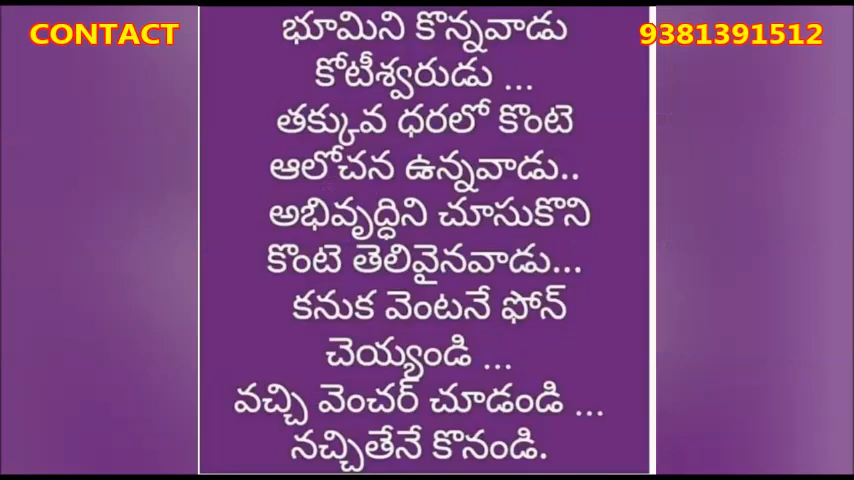 CONTACT
9381391512
భూమిని కొన్నవాడు
కోటీశ్వరుడు ...
తక్కువ ధరలో కొంటె
ఆలోచన ఉన్నవాడు..
అభివృద్ధిని చూసుకొని
కొంటె తెలివైనవాడు...
కనుక వెంటనే ఫోన్
చెయ్యండి ...
వచ్చి వెంచర్ చూడండి ...
నచ్చితేనే కొనండి.